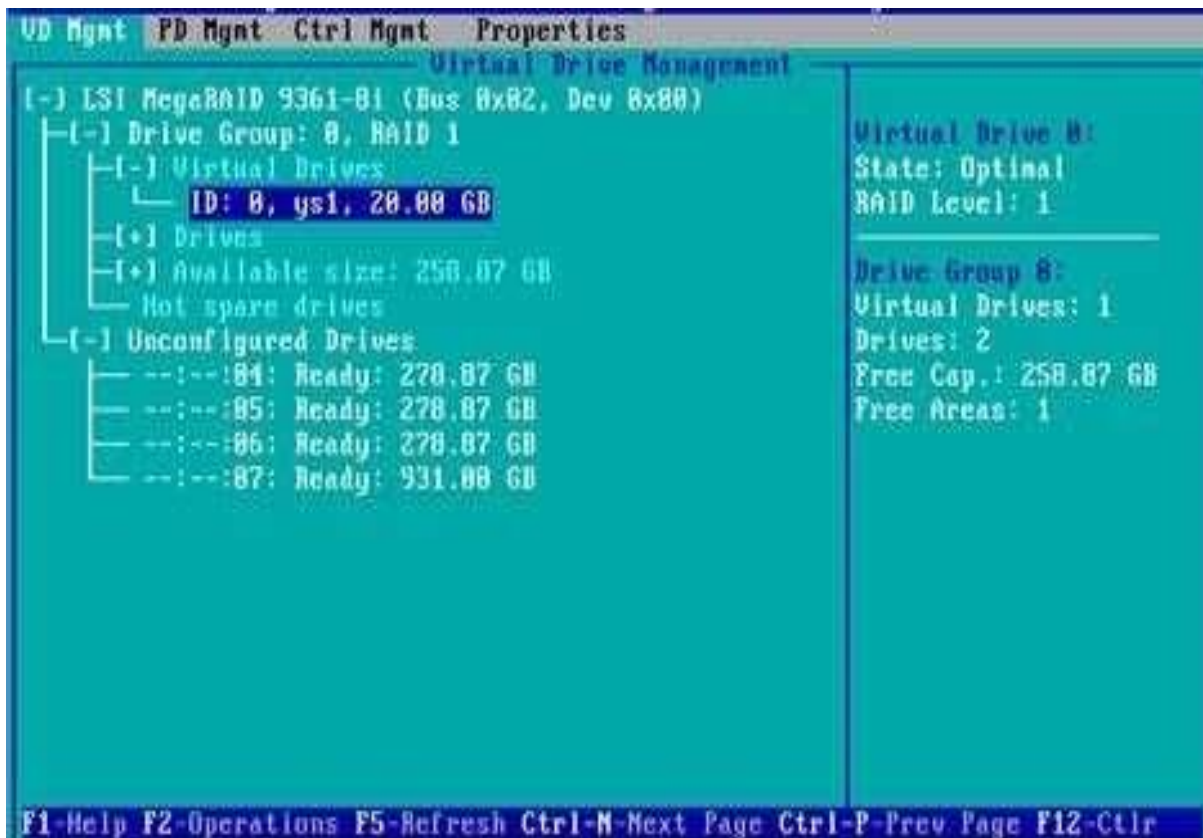 VD Mgmt PD Mgmt Ctrl Mgmt Properties
Virtual Drive Management
[-] LSI MegaRAID 9361-8i (Bus 0x02, Dev 0x00)
[-] Drive Group: 0, RAID 1
[-] Virtual Drives
ID: 0, ys1, 20.00 GB
[+] Drives
[+] Available size: 258.87 GB
Hot spare drives
[-] Unconfigured Drives
--:--:04: Ready: 278.87 GB
--:--:05: Ready: 278.87 GB
--:--:06: Ready: 278.87 GB
--:--:07: Ready: 931.00 GB
Virtual Drive 0:
State: Optimal
RAID Level: 1
Drive Group 0:
Virtual Drives: 1
Drives: 2
Free Cap.: 258.87 GB
Free Areas: 1
F1-Help F2-Operations F5-Refresh Ctrl-N-Next Page Ctrl-P-Prev Page F12-Ctlr